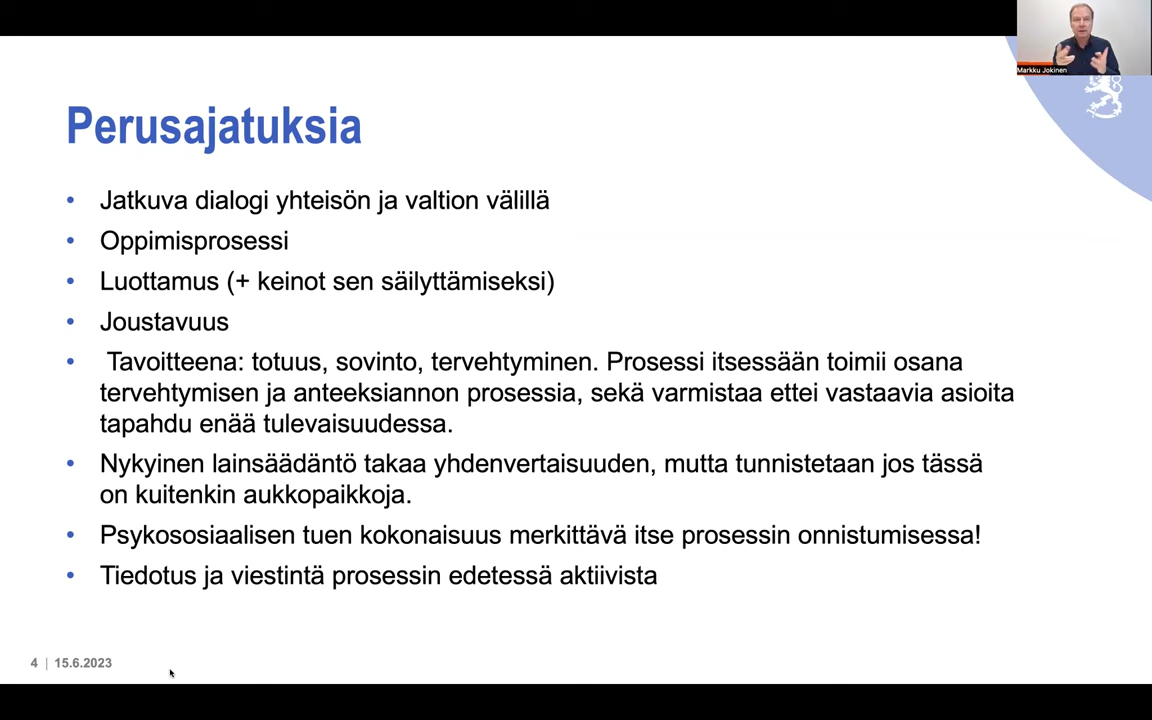 Markku Jokinen
Perusajatuksia
• Jatkuva dialogi yhteisön ja valtion välillä
• Oppimisprosessi
• Luottamus (+ keinot sen säilyttämiseksi)
• Joustavuus
• Tavoitteena: totuus, sovinto, tervehtyminen. Prosessi itsessään toimii osana
tervehtymisen ja anteeksiannon prosessia, sekä varmistaa ettei vastaavia asioita
tapahdu enää tulevaisuudessa.
• Nykyinen lainsäädäntö takaa yhdenvertaisuuden, mutta tunnistetaan jos tässä
on kuitenkin aukkopaikkoja.
• Psykososiaalisen tuen kokonaisuus merkittävä itse prosessin onnistumisessa!
• Tiedotus ja viestintä prosessin edetessä aktiivista
4 | 15.6.2023